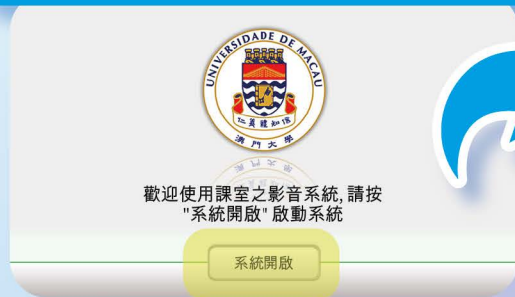 UNIVERSIDADE DE MACAU
仁義禮知信
澳門大學
歡迎使用課室之影音系統,請按
"系統開啟" 啟動系統
系統開啟